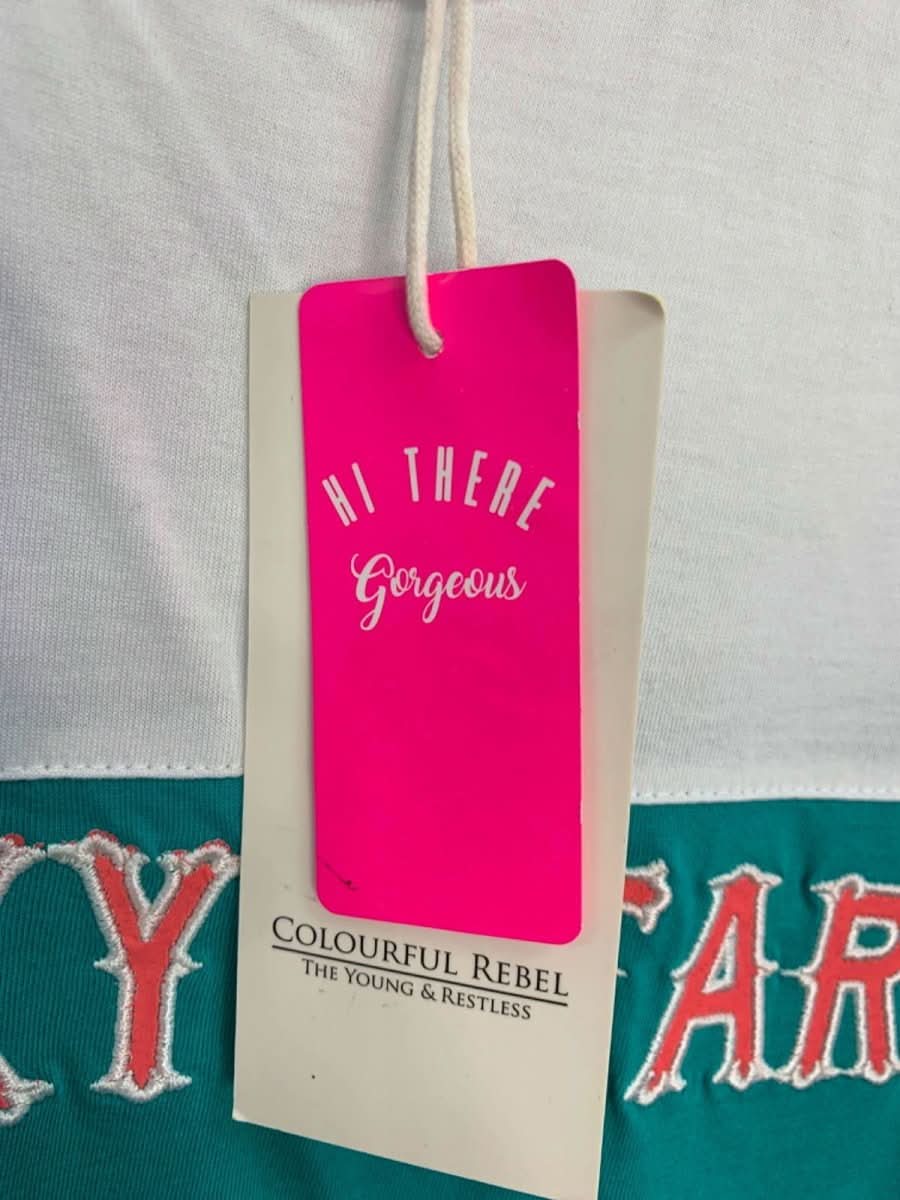 HI THERE
Gorgeous
COLOURFUL REBEL
THE YOUNG & RESTLESS